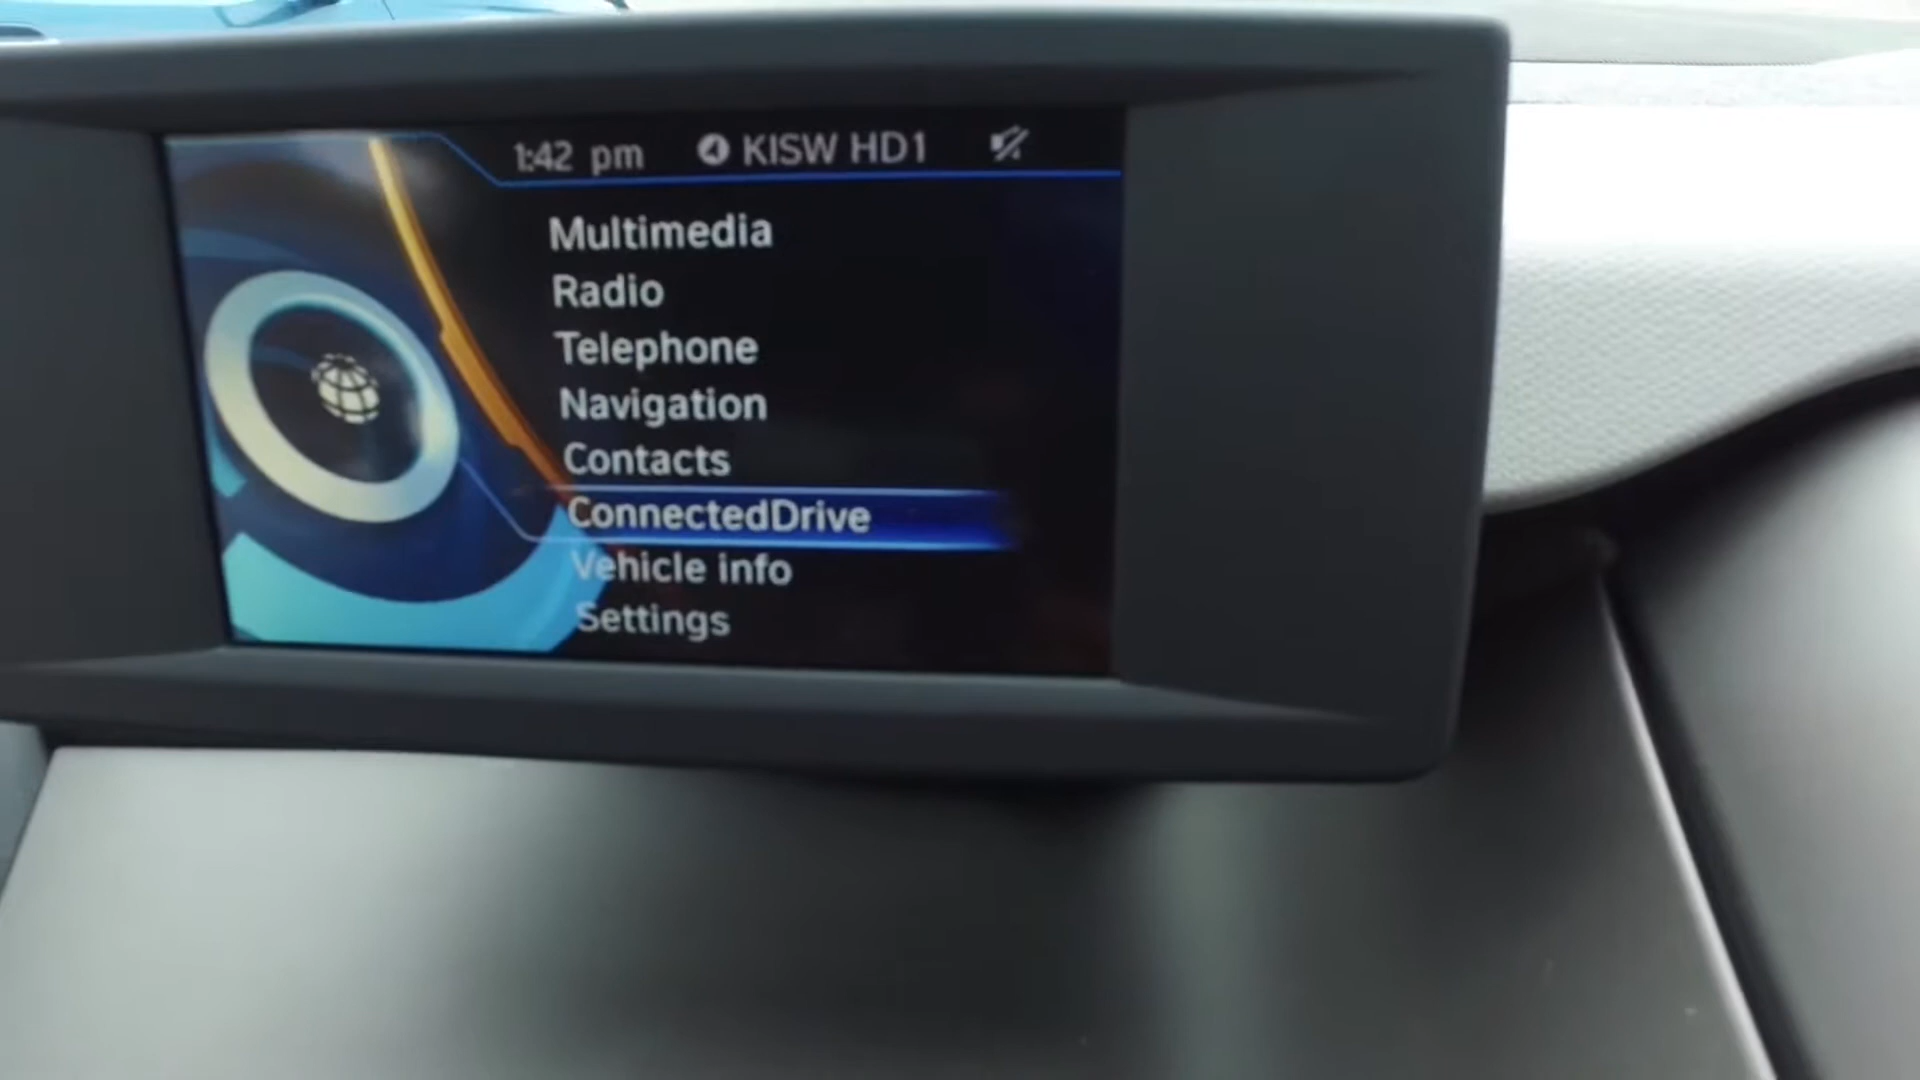 1:42 pm KISW HD1
Multimedia
Radio
Telephone
Navigation
Contacts
ConnectedDrive
Vehicle info
Settings